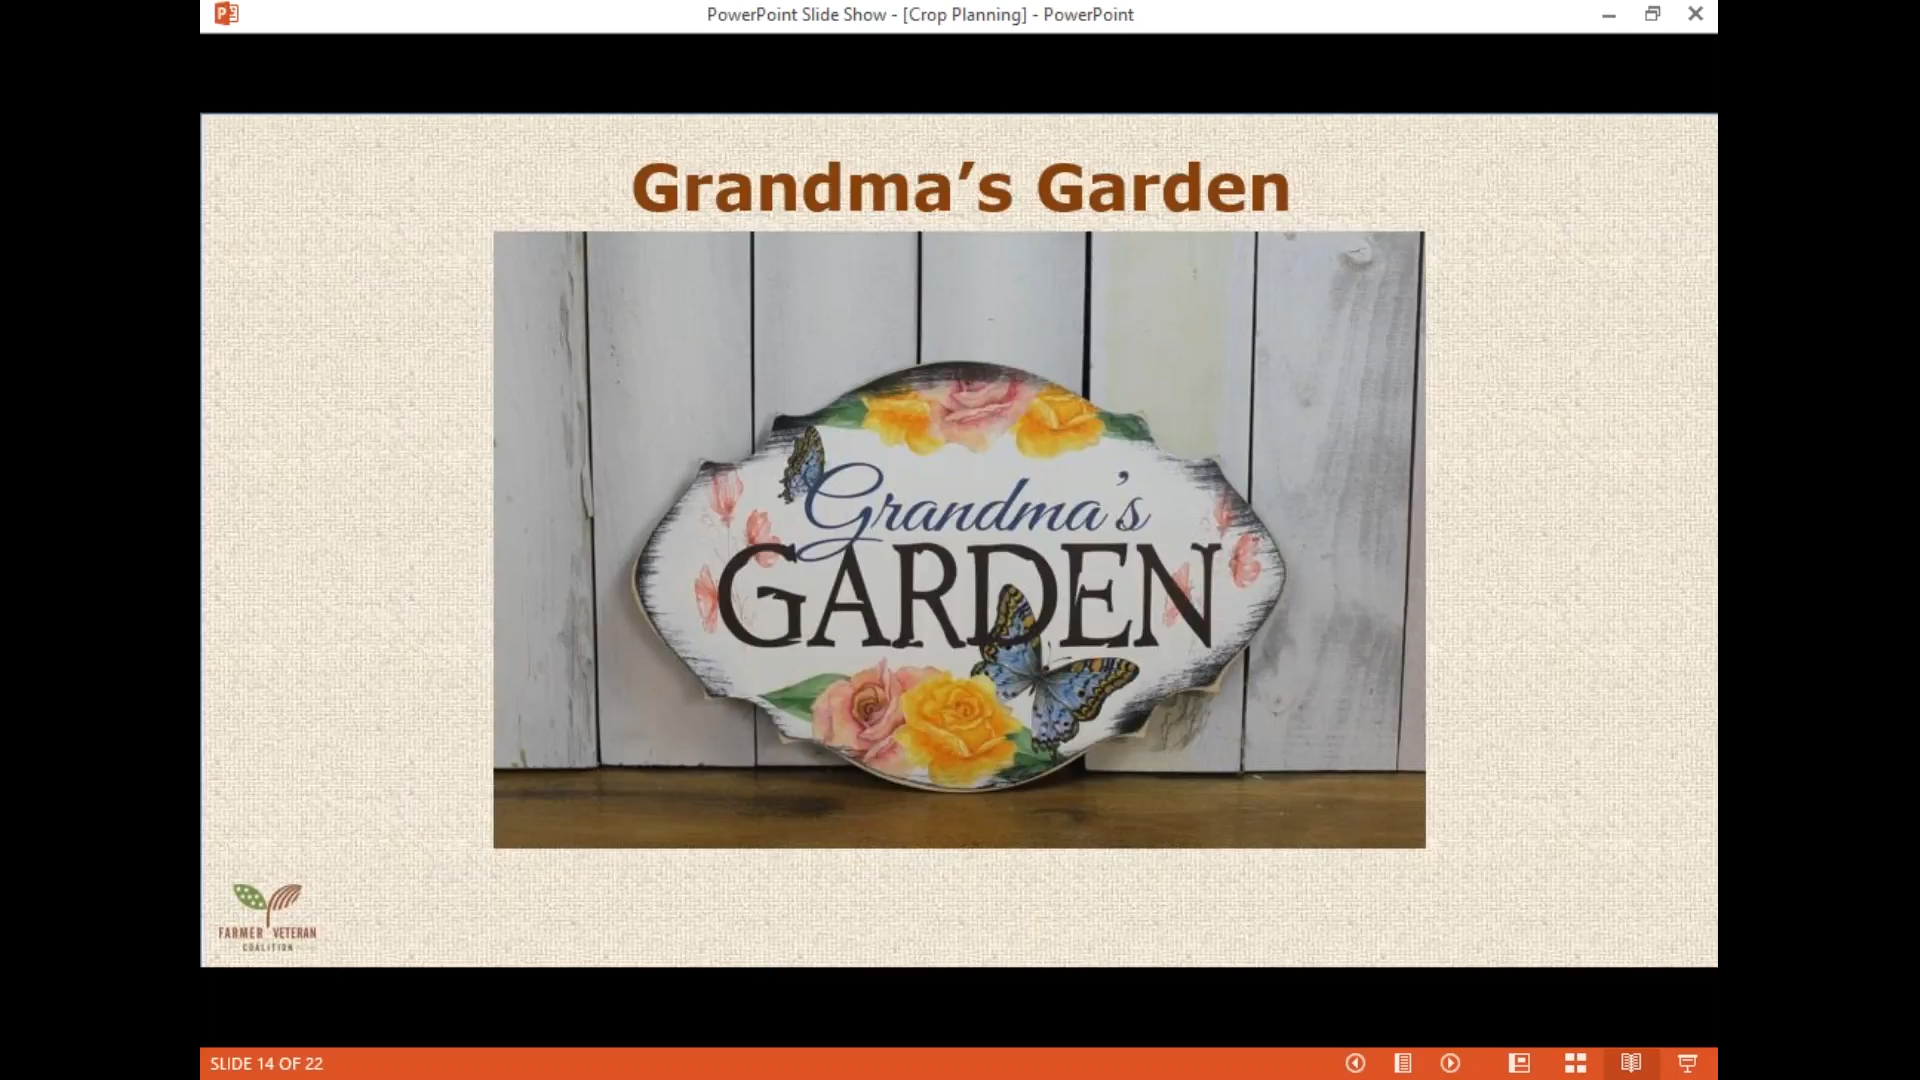 PowerPoint Slide Show - [Crop Planning] - PowerPoint
Grandma’s Garden
Grandma's
GARDEN
FARMER VETERAN
COALITION
SLIDE 14 OF 22